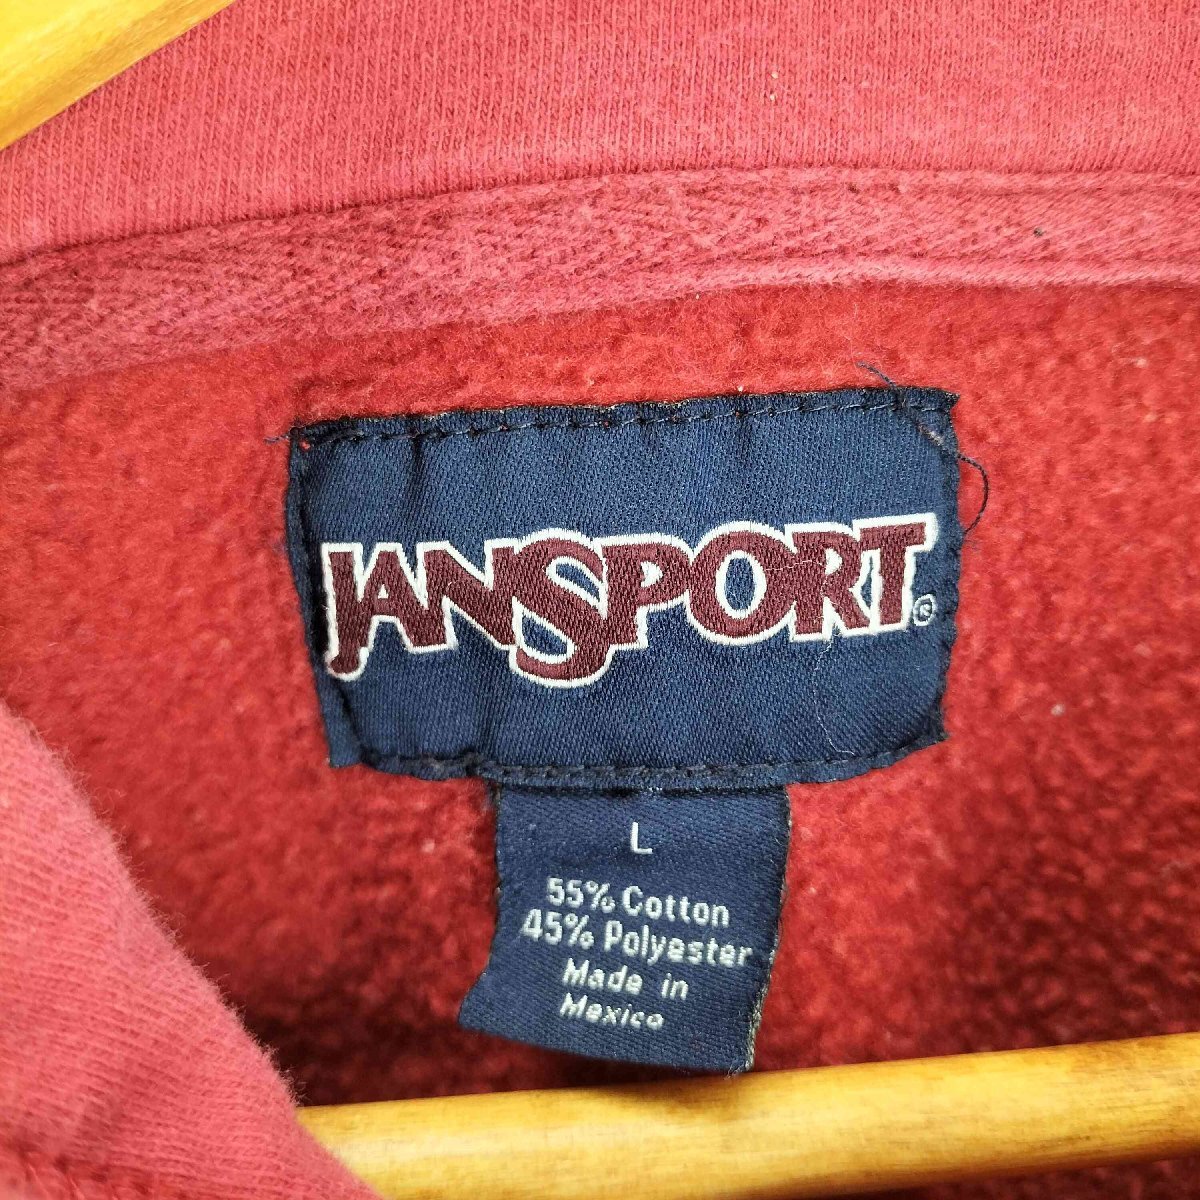 JANSPORT®
L
55% Cotton
45% Polyester
Made in
Mexico